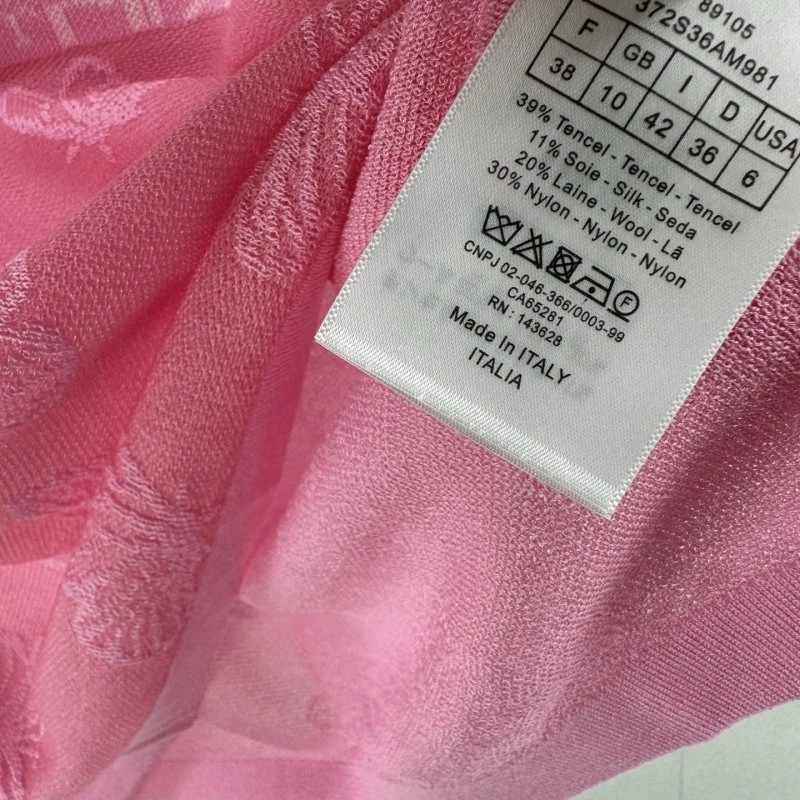 89105
372S36AM981
F GB I D USA
38 10 42 36 6
39% Tencel - Tencel - Tencel
11% Soie - Silk - Seda
20% Laine - Wool - Lã
30% Nylon - Nylon - Nylon
F
CNPJ 02-046-366/0003-99
CA65281
RN : 143628
Made In ITALY
ITALIA